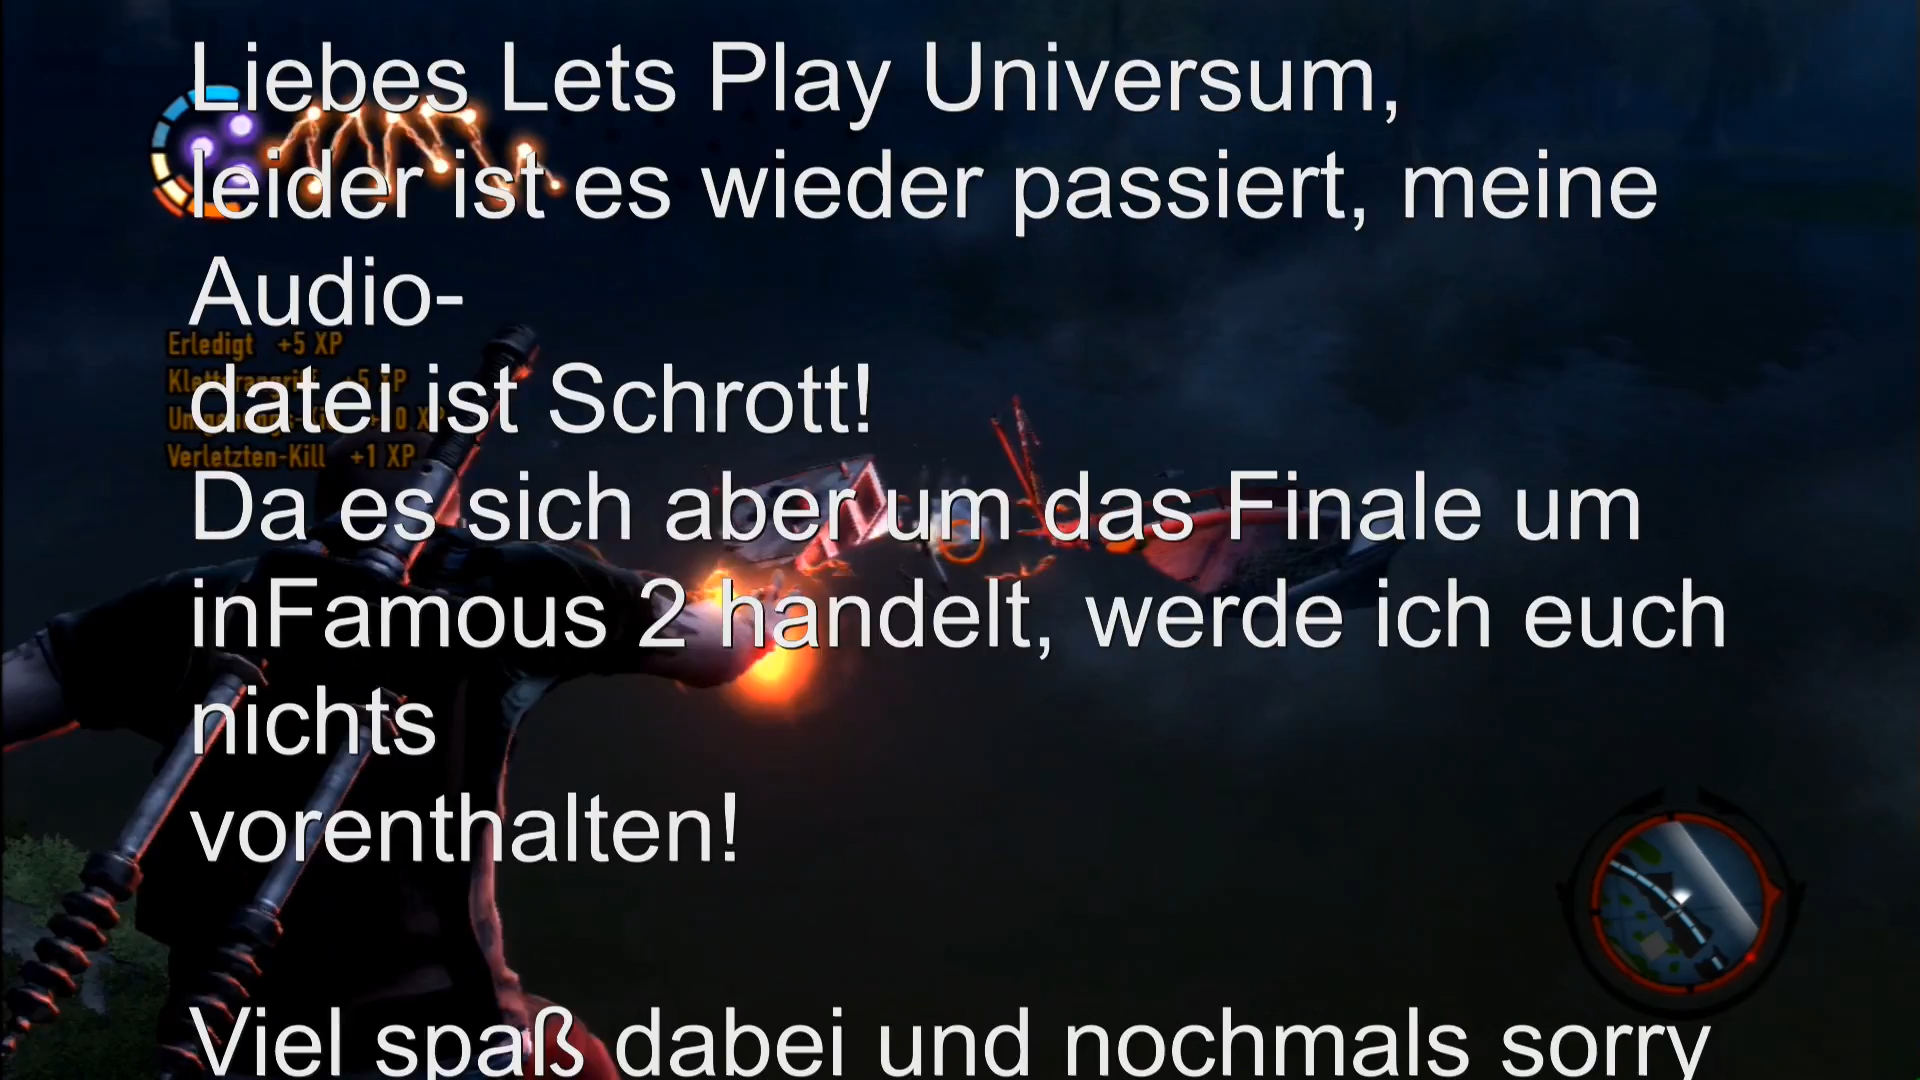 Liebes Lets Play Universum,
leider ist es wieder passiert, meine
Audio-
datei ist Schrott!
Da es sich aber um das Finale um
inFamous 2 handelt, werde ich euch
nichts
vorenthalten!
Viel spaß dabei und nochmals sorry
Erledigt +5 XP
+5 XP
Verletzten-Kill +1 XP